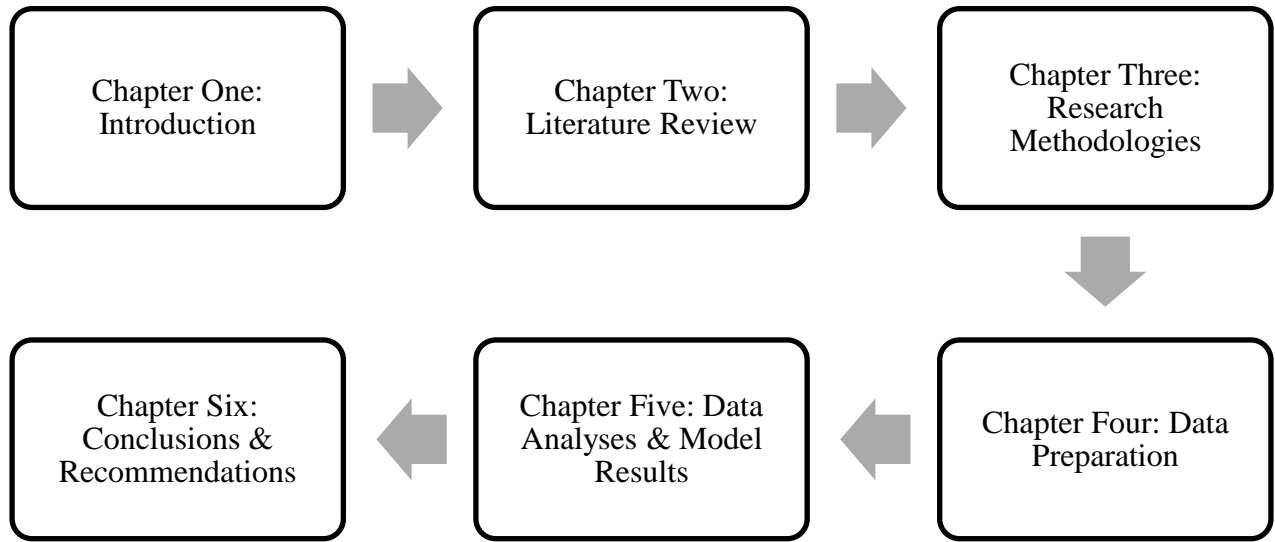 Chapter One:
Introduction
Chapter Two:
Literature Review
Chapter Three:
Research
Methodologies
Chapter Four: Data
Preparation
Chapter Five: Data
Analyses & Model
Results
Chapter Six:
Conclusions &
Recommendations